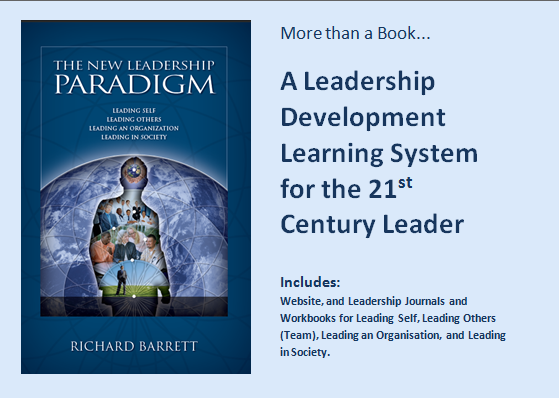 THE NEW LEADERSHIP
PARADIGM
LEADING SELF
LEADING OTHERS
LEADING AN ORGANIZATION
LEADING IN SOCIETY
RICHARD BARRETT
More than a Book...
A Leadership
Development
Learning System
for the 21st
Century Leader
Includes:
Website, and Leadership Journals and
Workbooks for Leading Self, Leading Others
(Team), Leading an Organisation, and Leading
in Society.